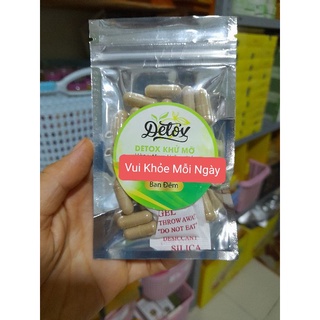 Detox
DETOX KHỬ MỠ
Vui Khỏe Mỗi Ngày
Ban Đêm
GEL
THROW AWAY
"DO NOT EAT"
DESICCANT
SILICA